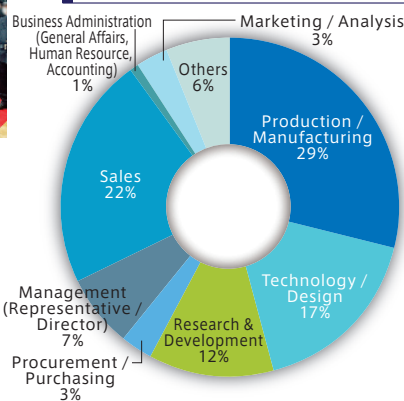 Business Administration
(General Affairs,
Human Resource,
Accounting)
1%
Marketing / Analysis
3%
Others
6%
Production /
Manufacturing
29%
Sales
22%
Technology /
Design
17%
Management
(Representative /
Director)
7%
Research &
Development
12%
Procurement /
Purchasing
3%